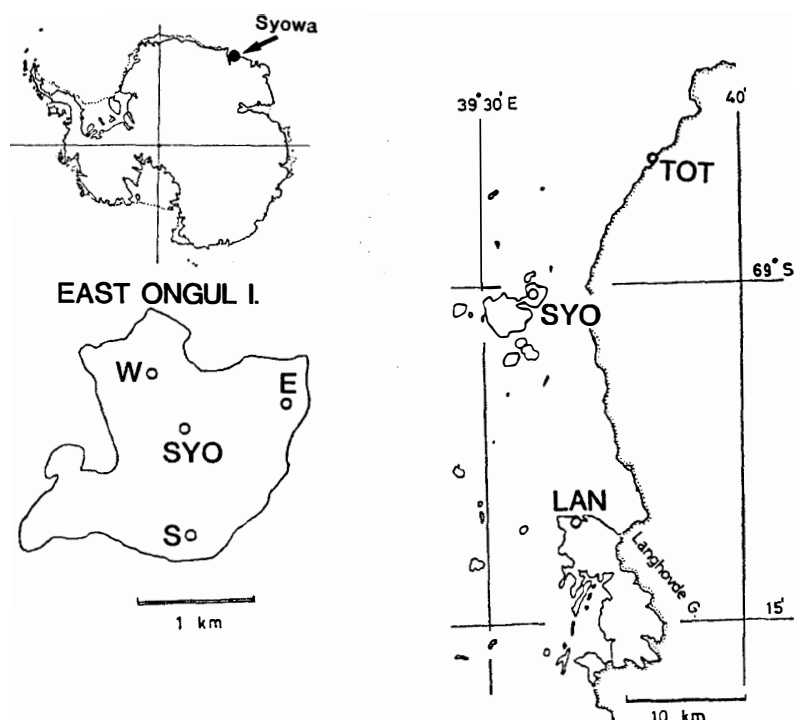 Syowa
EAST ONGUL I.
W
E
SYO
S
1 km
39° 30' E
40'
TOT
69° S
SYO
LAN
Langhovde G.
15'
10 km